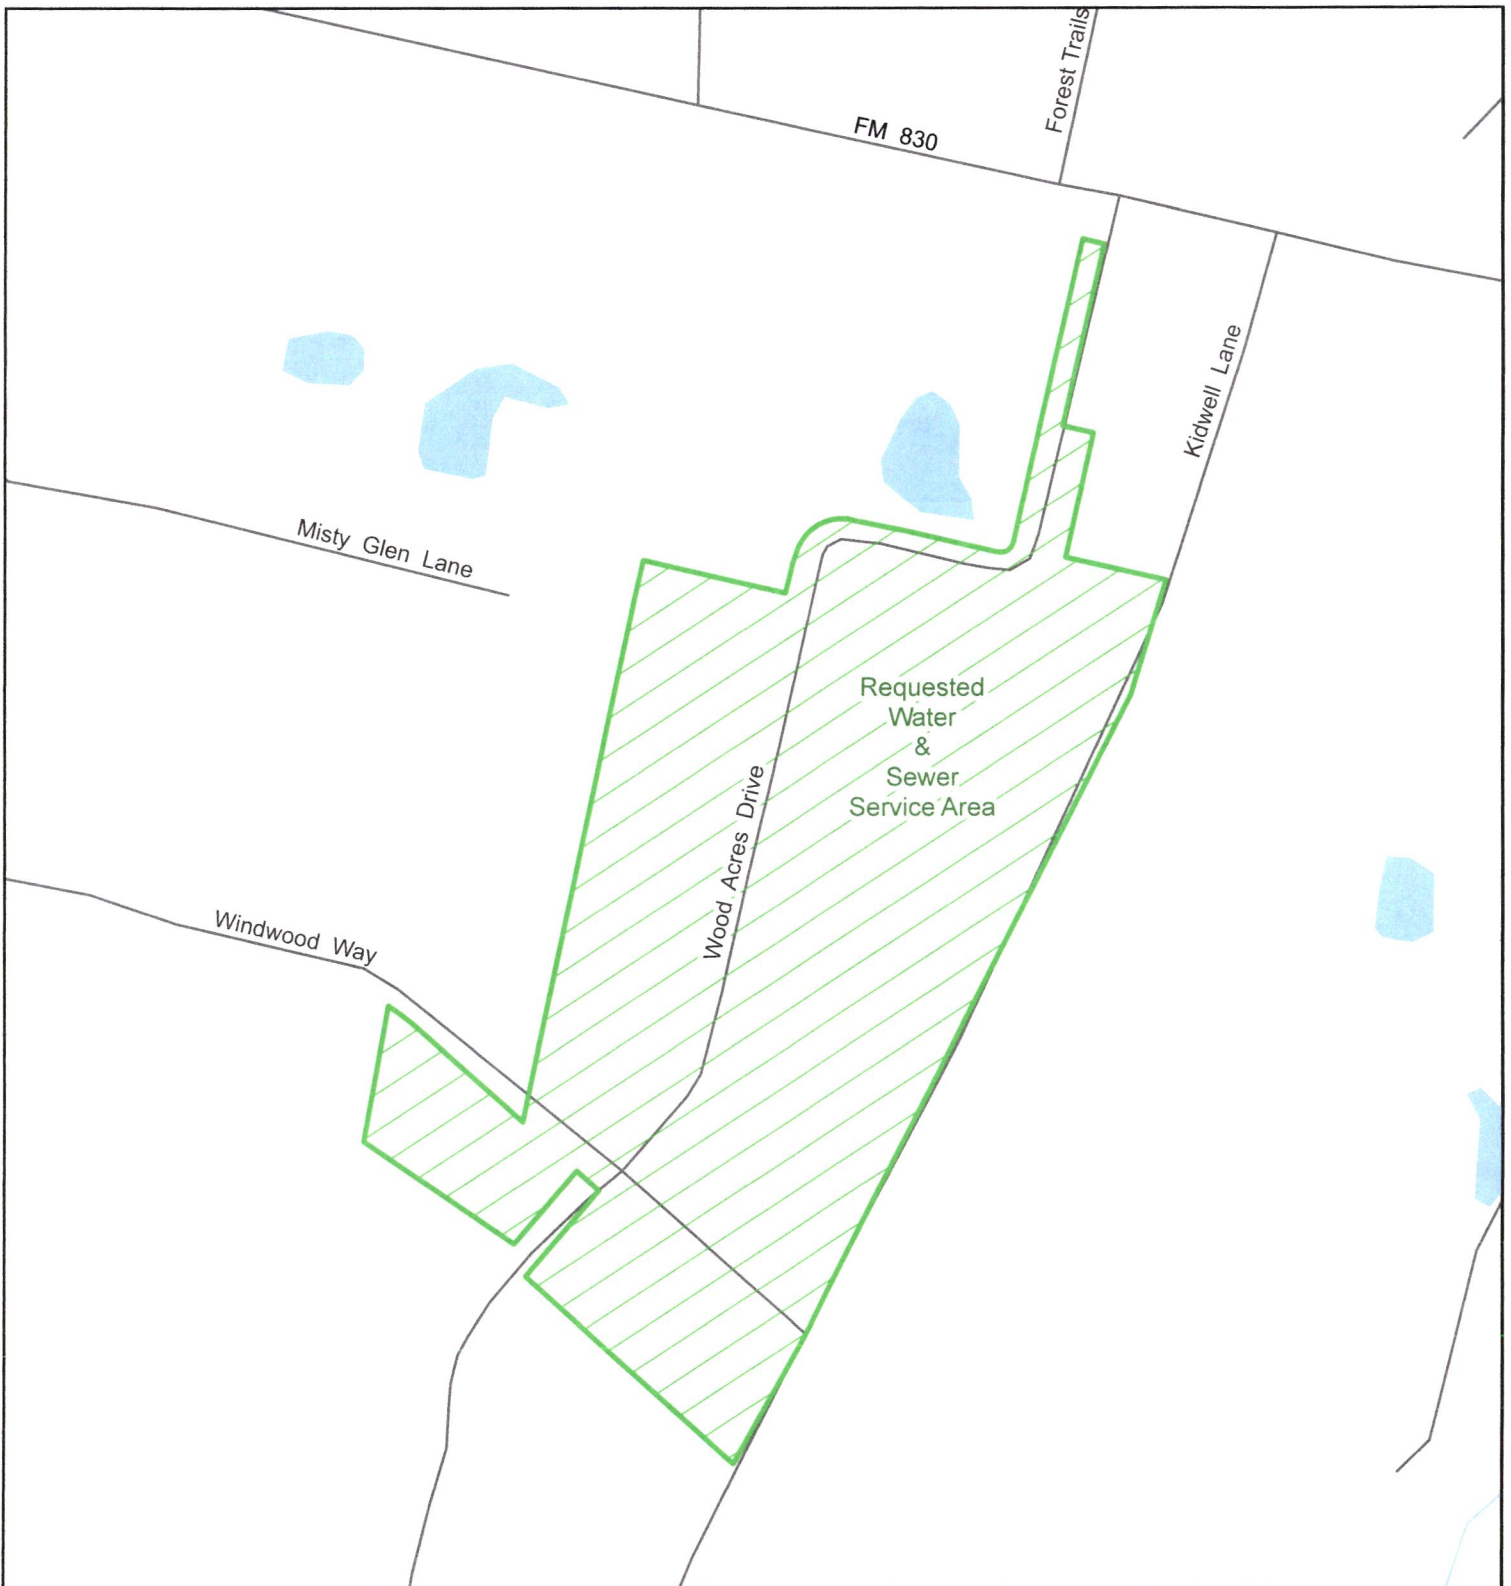 Forest Trails
FM 830
Kidwell Lane
Misty Glen Lane
Requested
Water
&
Sewer
Service Area
Wood Acres Drive
Windwood Way